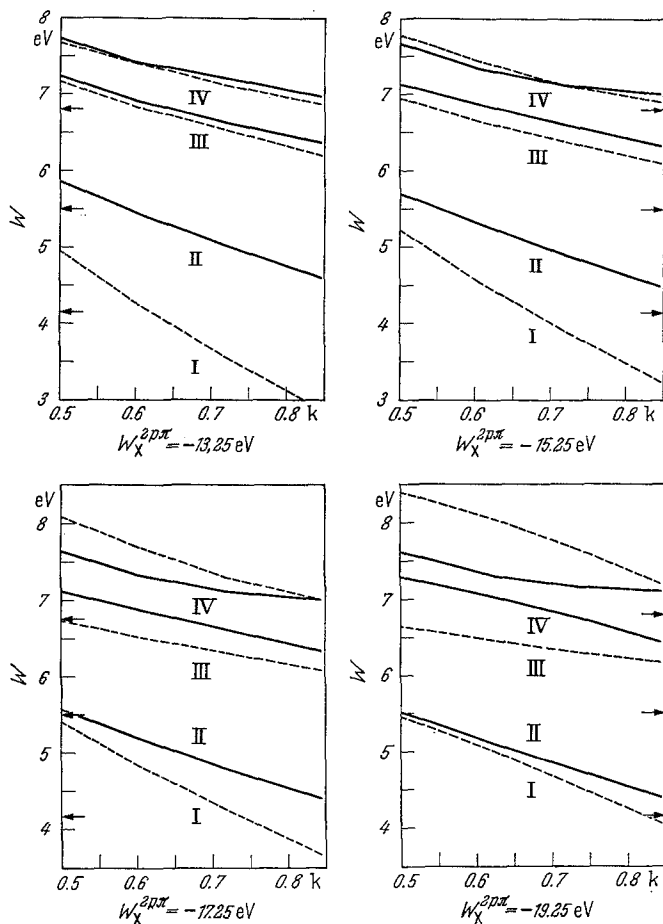 8
eV
7
6
W
5
4
3
IV
III
II
I
0.5 0.6 0.7 0.8 k
W_X^{2pπ} = -13,25 eV
8
eV
7
6
W
5
4
3
IV
III
II
I
0.5 0.6 0.7 0.8 k
W_X^{2pπ} = -15.25 eV
eV
8
7
W
6
5
4
IV
III
II
I
0.5 0.6 0.7 0.8 k
W_X^{2pπ} = -17.25 eV
eV
8
7
W
6
5
4
IV
III
II
I
0.5 0.6 0.7 0.8 k
W_X^{2pπ} = -19.25 eV